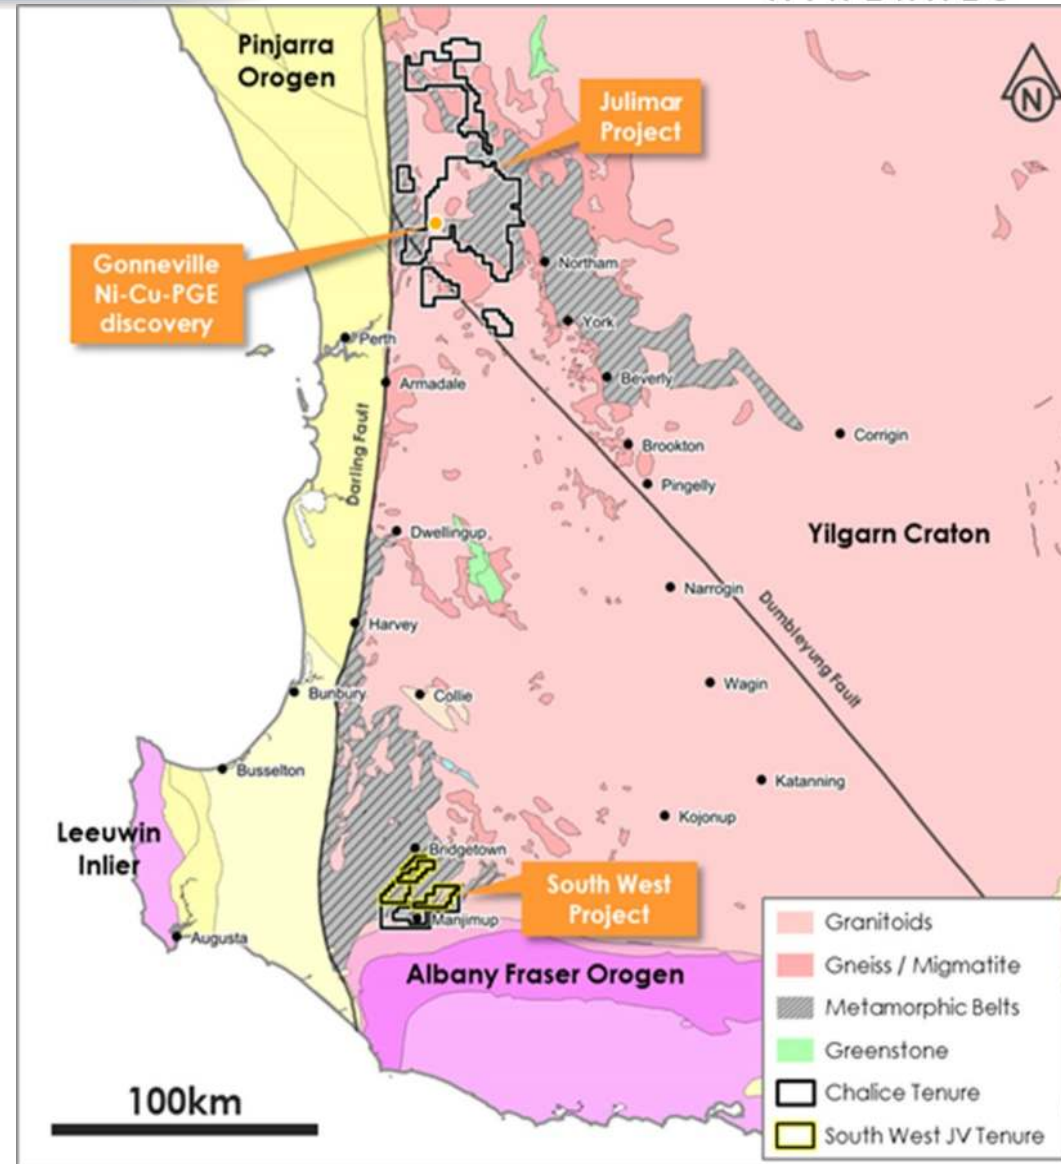 Pinjarra
Orogen
N
Julimar
Project
Gonneville
Ni-Cu-PGE
discovery
Northam
York
Perth
Beverly
Armadale
Darling Fault
Corrigin
Brookton
Pingelly
Yilgarn Craton
Dwellingup
Narrogin
Dumbleyung Fault
Harvey
Wagin
Bunbury
Collie
Busselton
Katanning
Kojonup
Leeuwin
Inlier
Bridgetown
South West
Project
Manjimup
Augusta
Albany Fraser Orogen
Granitoids
Gneiss / Migmatite
Metamorphic Belts
Greenstone
Chalice Tenure
South West JV Tenure
100km